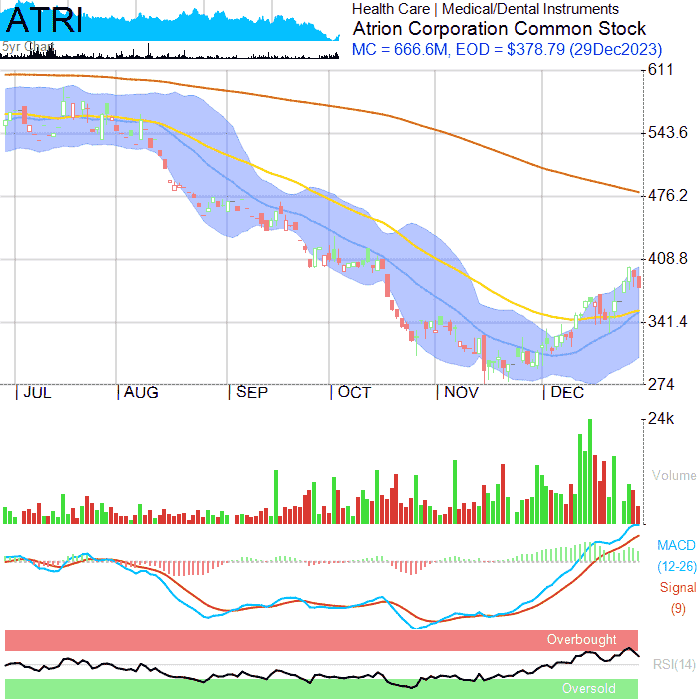 ATRI
5yr Chart
Health Care | Medical/Dental Instruments
Atrion Corporation Common Stock
MC = 666.6M, EOD = $378.79 (29Dec2023)
611
543.6
476.2
408.8
341.4
274
|JUL |AUG |SEP |OCT |NOV |DEC
24k
Volume
MACD
(12-26)
Signal
(9)
Overbought
RSI(14)
Oversold